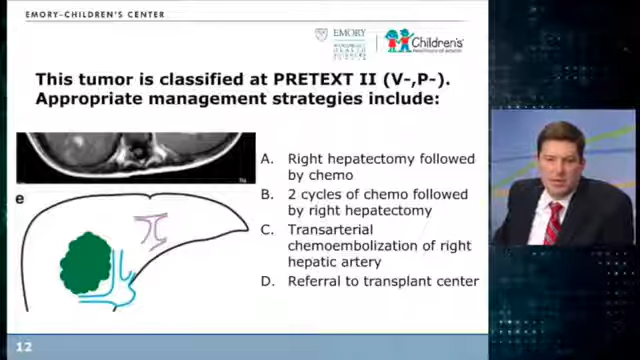 EMORY-CHILDREN'S CENTER
EMORY
Children's
This tumor is classified at PRETEXT II (V-,P-).
Appropriate management strategies include:
e
A. Right hepatectomy followed
by chemo
B. 2 cycles of chemo followed
by right hepatectomy
C. Transarterial
chemoembolization of right
hepatic artery
D. Referral to transplant center
12